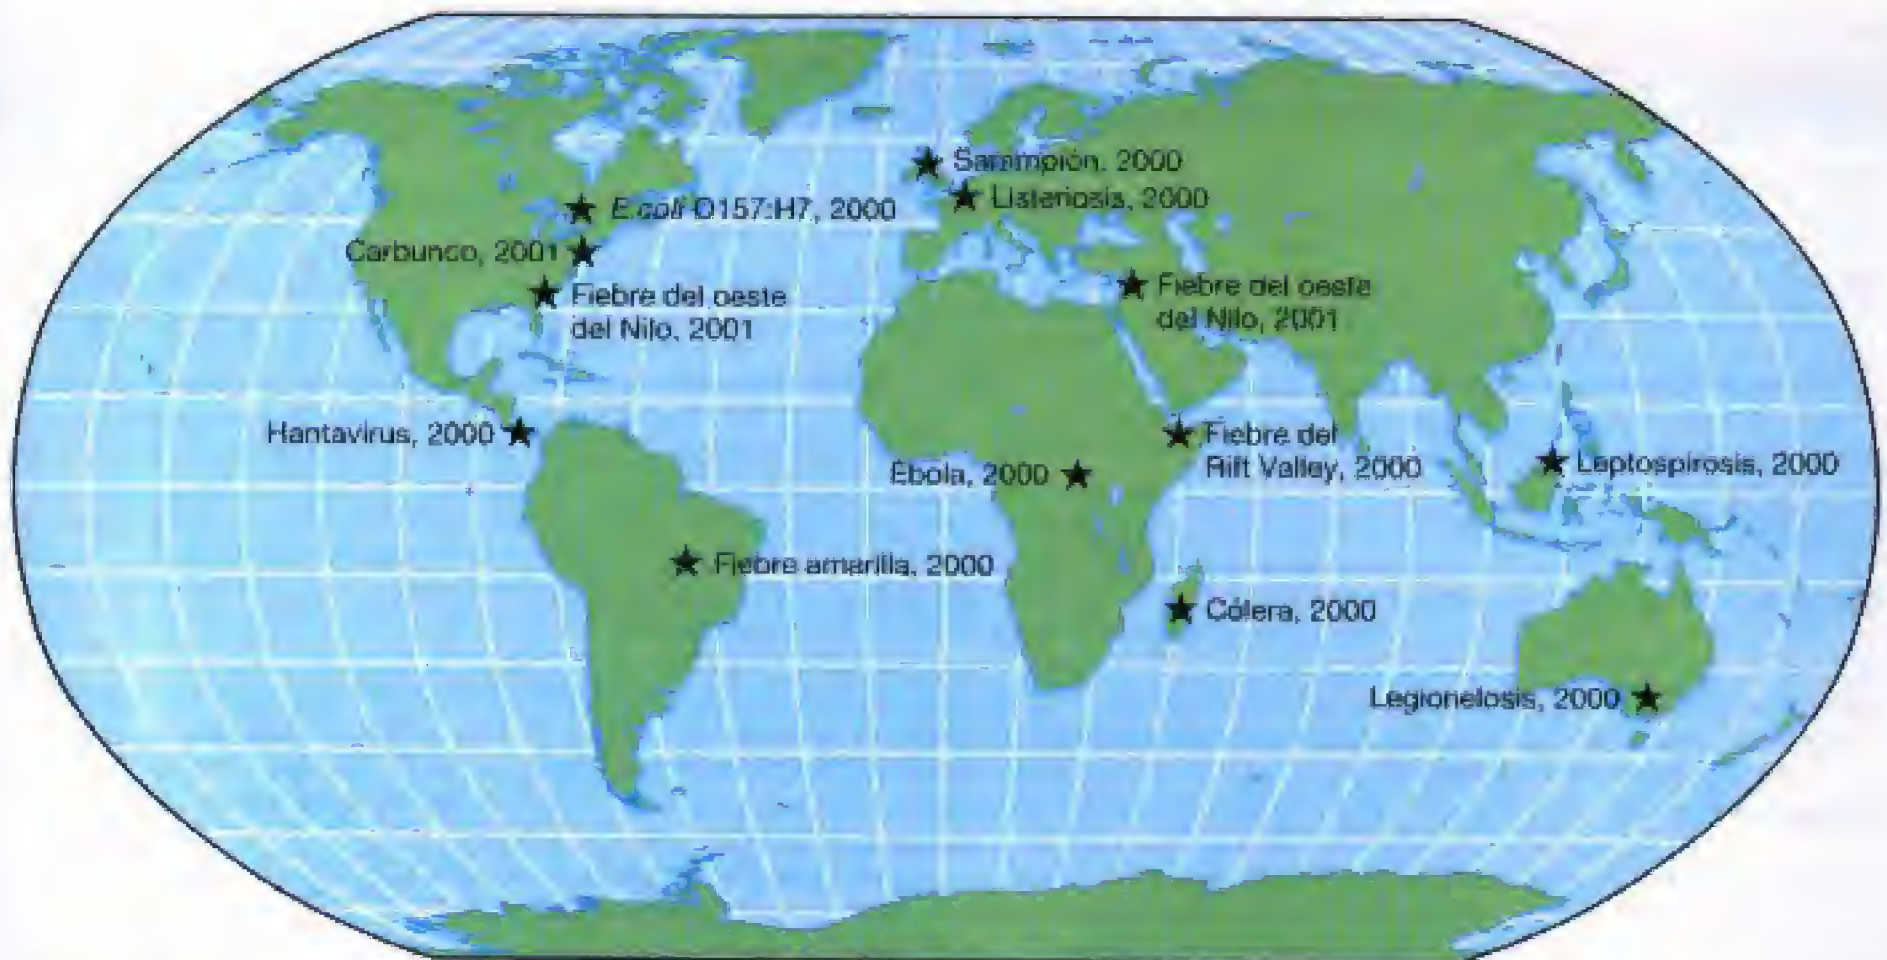 Sarampión, 2000
Listeriosis, 2000
E.coli O157:H7, 2000
Carbunco, 2001
Fiebre del oeste
del Nilo, 2001
Fiebre del oeste
del Nilo, 2001
Hantavirus, 2000
Fiebre del
Rift Valley, 2000
Ébola, 2000
Leptospirosis, 2000
Fiebre amarilla, 2000
Cólera, 2000
Legionelosis, 2000